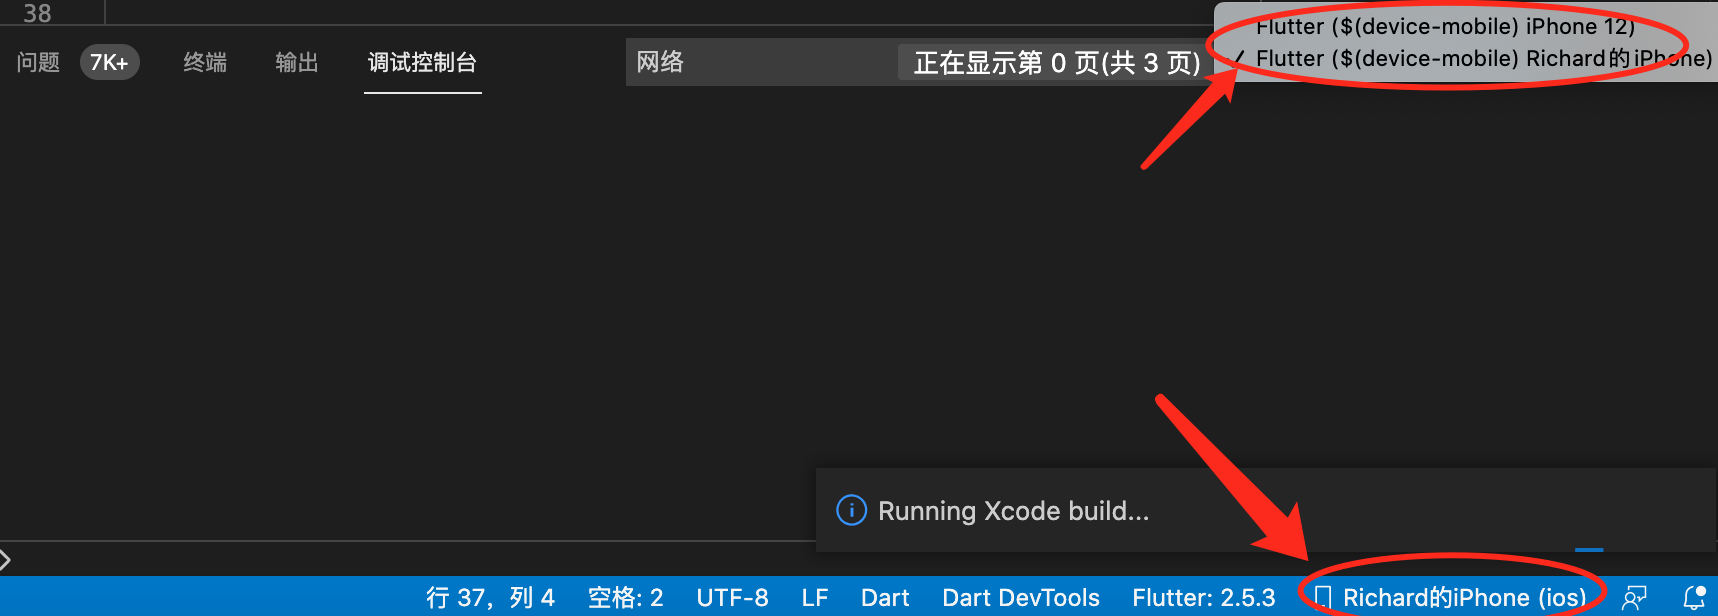 38
Flutter ($(device-mobile) iPhone 12)
✓ Flutter ($(device-mobile) Richard的iPhone)
问题 7K+ 终端 输出 调试控制台 网络 正在显示第 0 页(共 3 页)
Running Xcode build...
行 37，列 4 空格: 2 UTF-8 LF Dart Dart DevTools Flutter: 2.5.3 Richard的iPhone (ios)